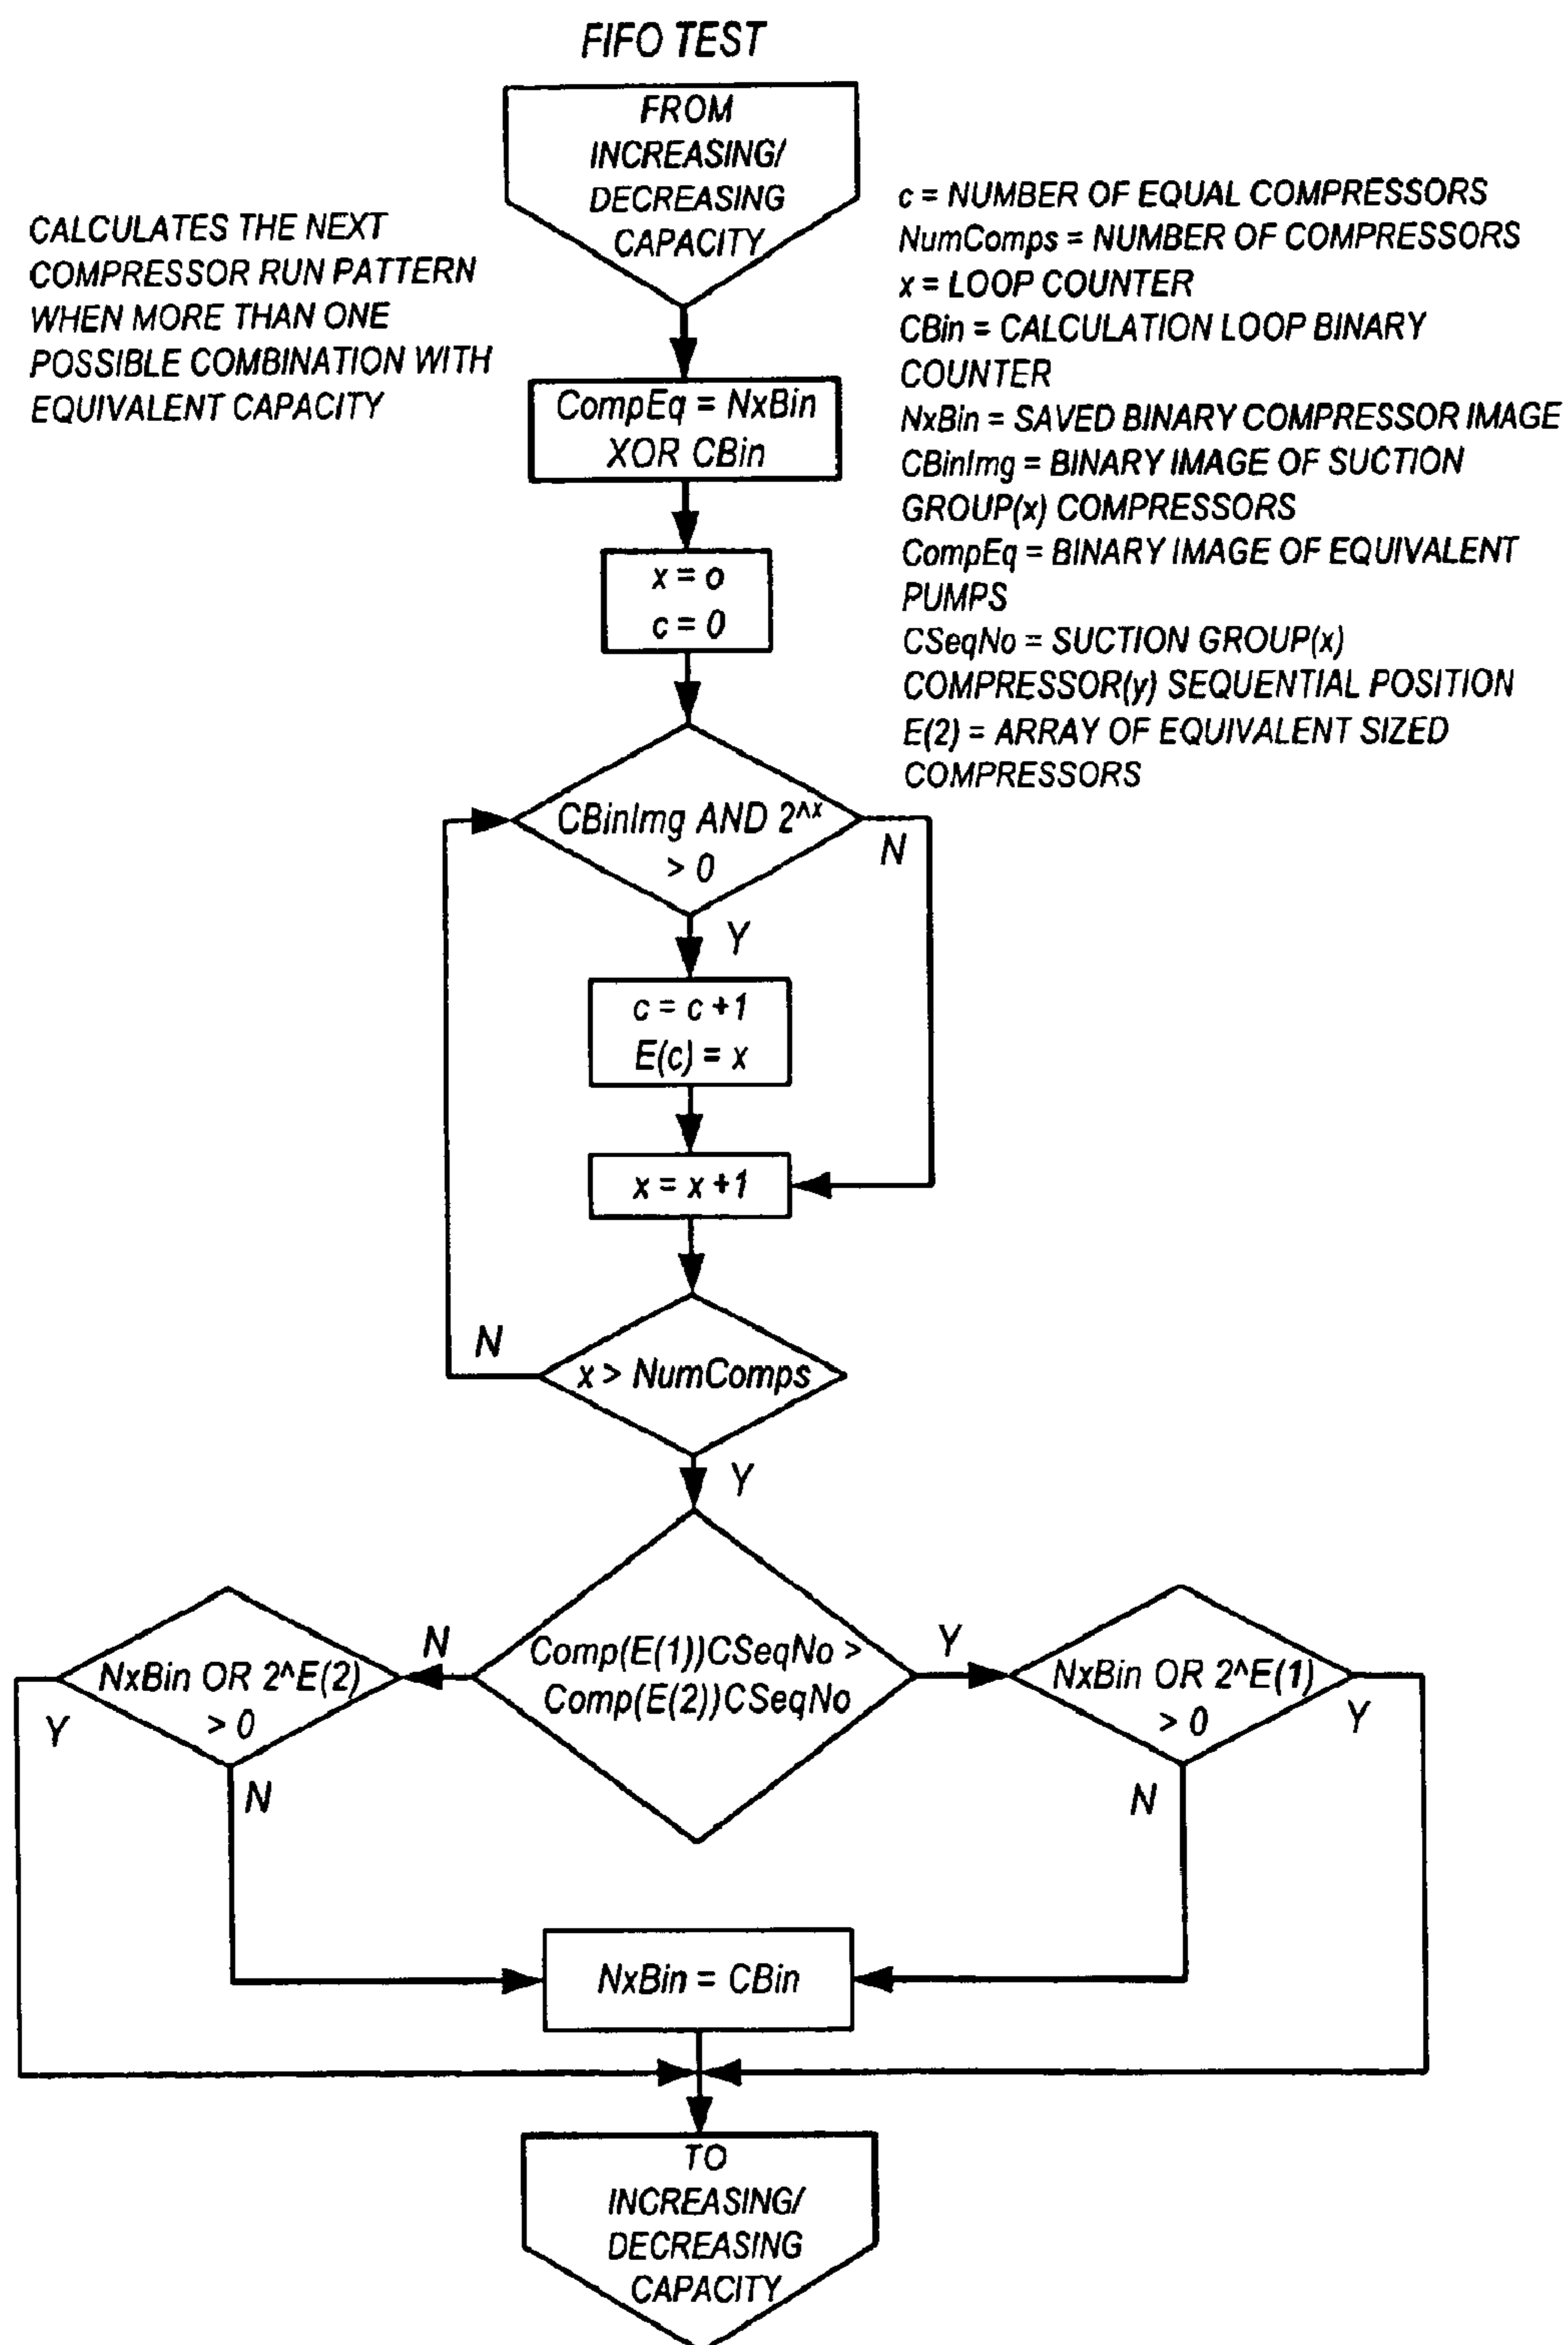 FIFO TEST
FROM
INCREASING/
DECREASING
CAPACITY
CALCULATES THE NEXT
COMPRESSOR RUN PATTERN
WHEN MORE THAN ONE
POSSIBLE COMBINATION WITH
EQUIVALENT CAPACITY
c = NUMBER OF EQUAL COMPRESSORS
NumComps = NUMBER OF COMPRESSORS
x = LOOP COUNTER
CBin = CALCULATION LOOP BINARY
COUNTER
NxBin = SAVED BINARY COMPRESSOR IMAGE
CBinImg = BINARY IMAGE OF SUCTION
GROUP(x) COMPRESSORS
CompEq = BINARY IMAGE OF EQUIVALENT
PUMPS
CSeqNo = SUCTION GROUP(x)
COMPRESSOR(y) SEQUENTIAL POSITION
E(2) = ARRAY OF EQUIVALENT SIZED
COMPRESSORS
CompEq = NxBin
XOR CBin
x = o
c = 0
CBinImg AND 2^x
> 0
N
Y
c = c +1
E(c) = x
x = x +1
N
x > NumComps
Y
NxBin OR 2^E(2)
> 0
Y
N
N
Comp(E(1))CSeqNo >
Comp(E(2))CSeqNo
Y
NxBin OR 2^E(1)
> 0
Y
N
NxBin = CBin
TO
INCREASING/
DECREASING
CAPACITY